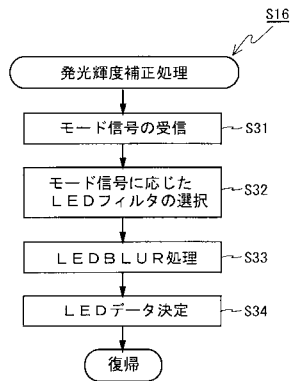 S16
発光輝度補正処理
モード信号の受信
S31
モード信号に応じた
LEDフィルタの選択
S32
LEDBLUR処理
S33
LEDデータ決定
S34
復帰